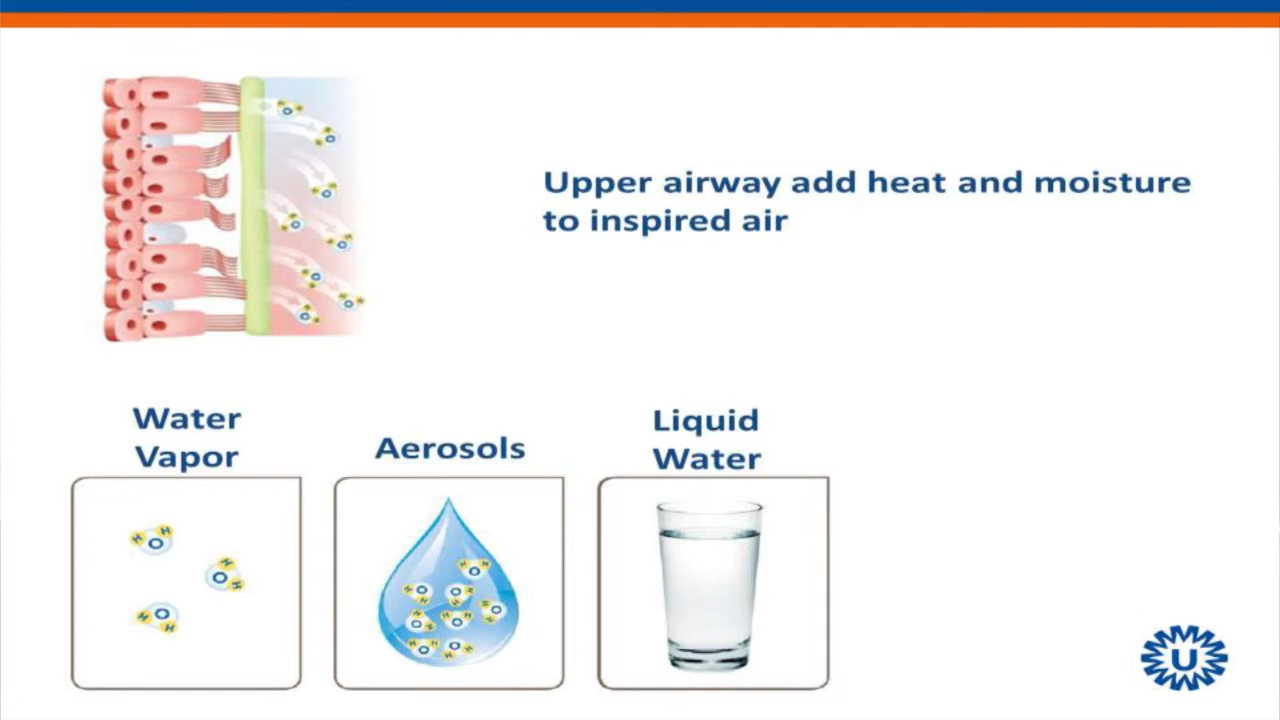 Upper airway add heat and moisture
to inspired air
Water
Vapor
Aerosols
Liquid
Water
U